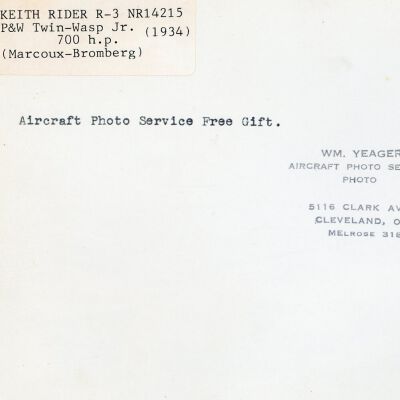 KEITH RIDER R-3 NR14215
P&W Twin-Wasp Jr. (1934)
700 h.p.
(Marcoux-Bromberg)
Aircraft Photo Service Free Gift.
WM. YEAGER
AIRCRAFT PHOTO SE
PHOTO
5116 CLARK AV
CLEVELAND, O
MELROSE 318